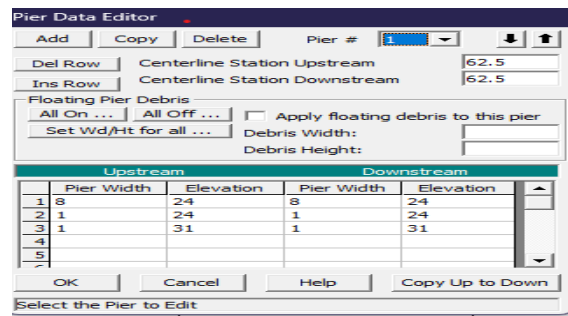 Pier Data Editor
Add Copy Delete Pier # 1
Del Row Centerline Station Upstream 62.5
Ins Row Centerline Station Downstream 62.5
Floating Pier Debris
All On ... All Off ... Apply floating debris to this pier
Set Wd/Ht for all ... Debris Width:
Debris Height:
Upstream Downstream
Pier Width Elevation Pier Width Elevation
1 8 24 8 24
2 1 24 1 24
3 1 31 1 31
4
5
OK Cancel Help Copy Up to Down
Select the Pier to Edit